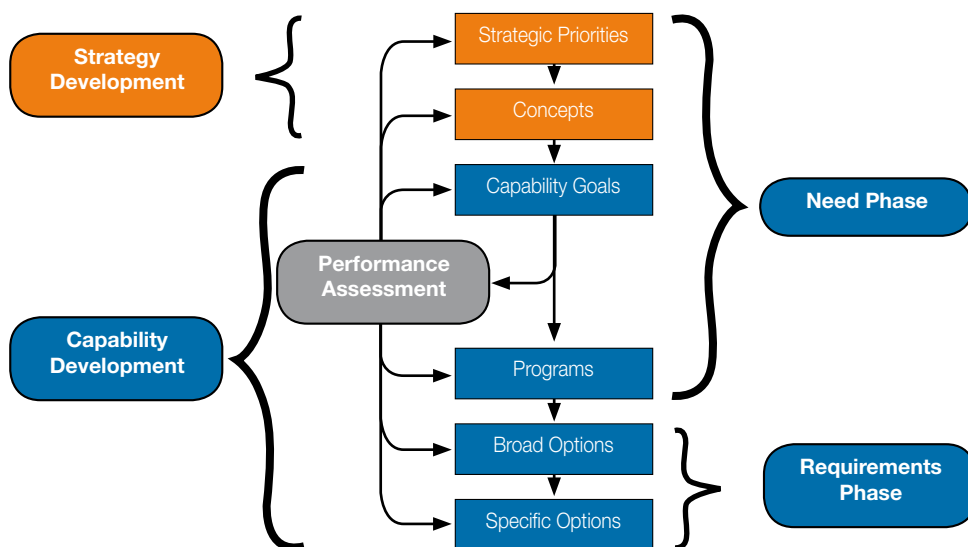 Strategy
Development
Strategic Priorities
Concepts
Capability Goals
Need Phase
Performance
Assessment
Capability
Development
Programs
Broad Options
Requirements
Phase
Specific Options